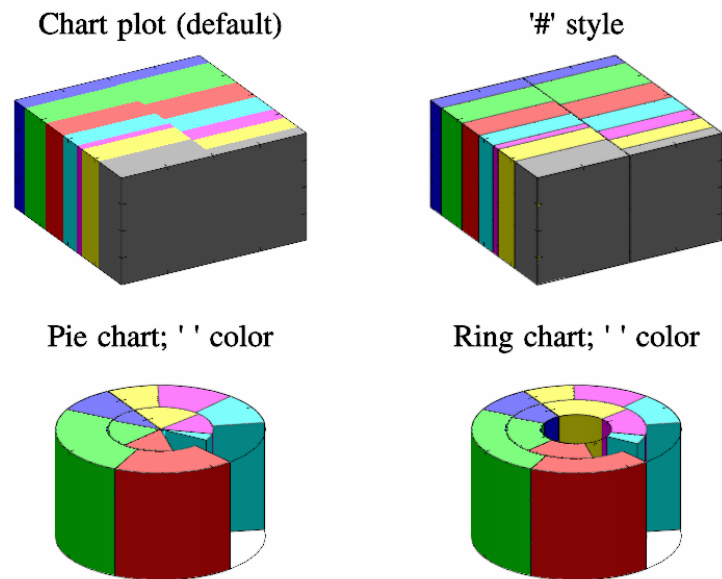 Chart plot (default)
'#' style
Pie chart; ' ' color
Ring chart; ' ' color